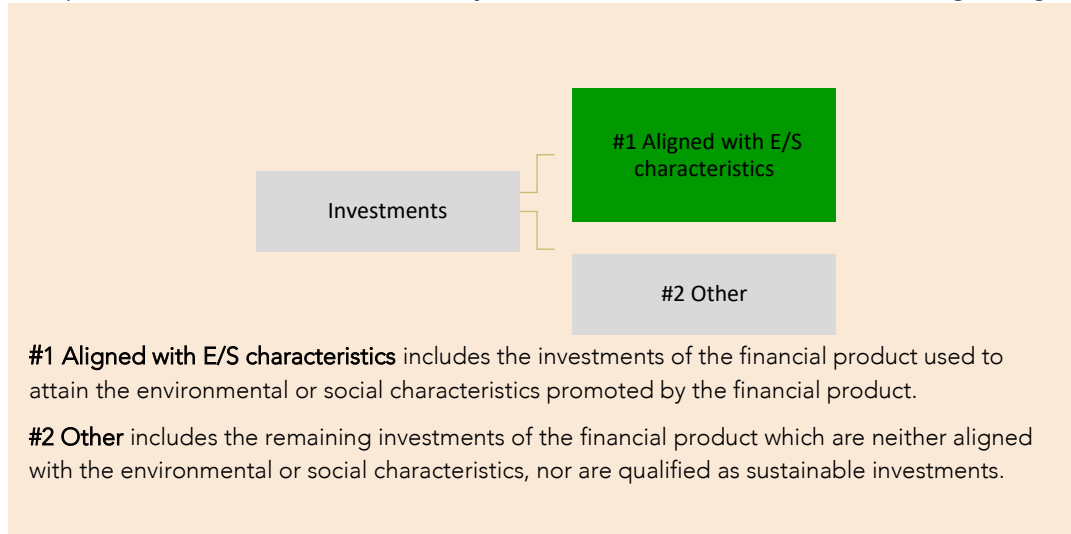 #1 Aligned with E/S
characteristics
Investments
#2 Other
#1 Aligned with E/S characteristics includes the investments of the financial product used to
attain the environmental or social characteristics promoted by the financial product.
#2 Other includes the remaining investments of the financial product which are neither aligned
with the environmental or social characteristics, nor are qualified as sustainable investments.